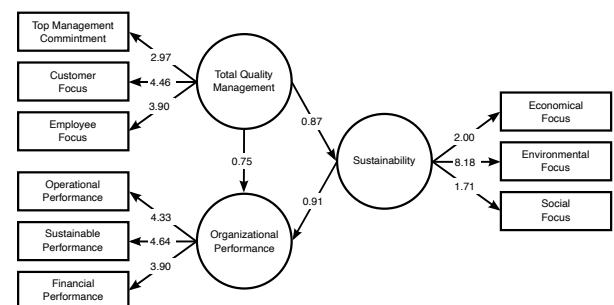 Top Management
Commitment
Customer
Focus
Employee
Focus
2.97
4.46
3.90
Total Quality
Management
0.87
0.75
Sustainability
0.91
Economical
Focus
Environmental
Focus
Social
Focus
2.00
8.18
1.71
Operational
Performance
Sustainable
Performance
Financial
Performance
4.33
4.64
3.90
Organizational
Performance